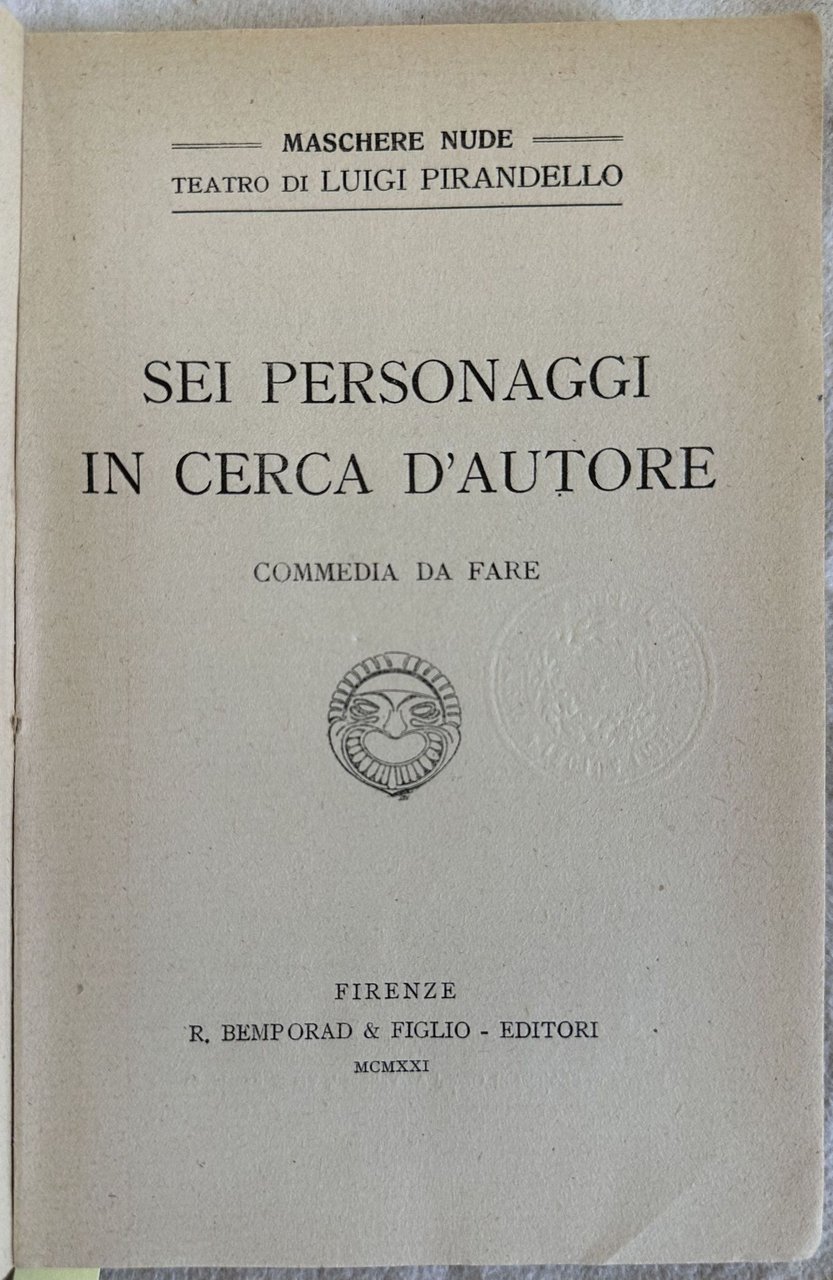 MASCHERE NUDE
TEATRO DI LUIGI PIRANDELLO
SEI PERSONAGGI
IN CERCA D'AUTORE
COMMEDIA DA FARE
FIRENZE
R. BEMPORAD & FIGLIO - EDITORI
MCMXXI